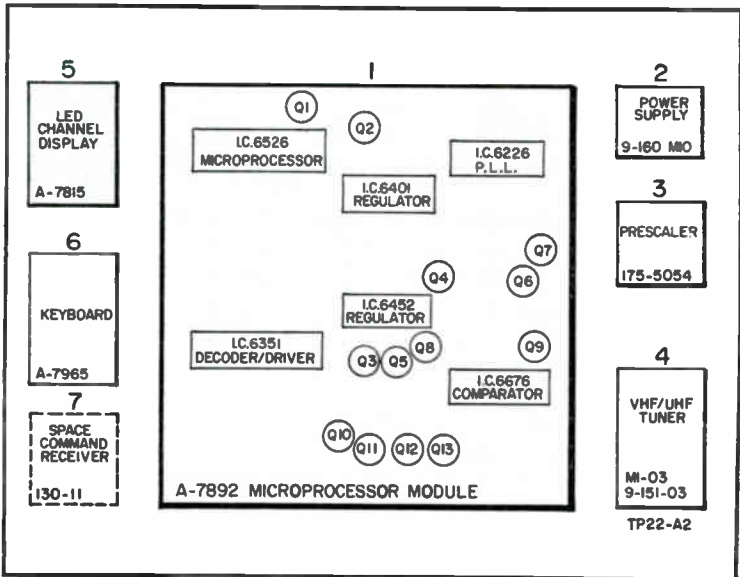 5
LED
CHANNEL
DISPLAY
A-7815
6
KEYBOARD
A-7965
7
SPACE
COMMAND
RECEIVER
130-11
1
Q1
Q2
I.C.6526
MICROPROCESSOR
I.C.6226
P.L.L.
I.C.6401
REGULATOR
Q7
Q4
Q6
I.C.6452
REGULATOR
I.C.6351
DECODER/DRIVER
Q3
Q5
Q8
Q9
I.C.6676
COMPARATOR
Q10
Q11
Q12
Q13
A-7892 MICROPROCESSOR MODULE
2
POWER
SUPPLY
9-160 M10
3
PRESCALER
175-5054
4
VHF/UHF
TUNER
M1-03
9-151-03
TP22-A2